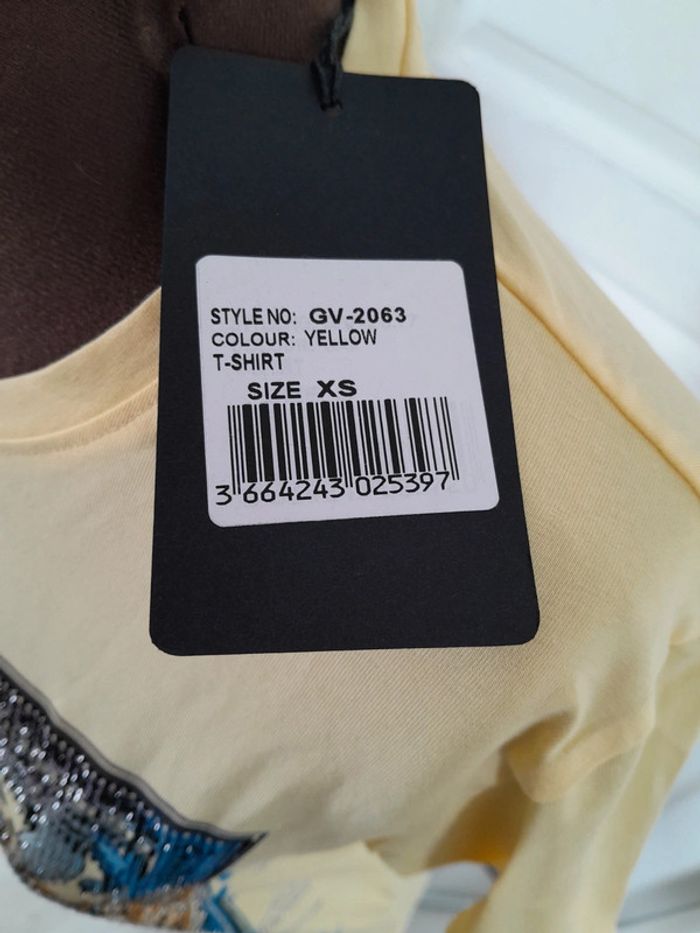 STYLE NO: GV-2063
COLOUR: YELLOW
T-SHIRT
SIZE XS
3 664243 025397